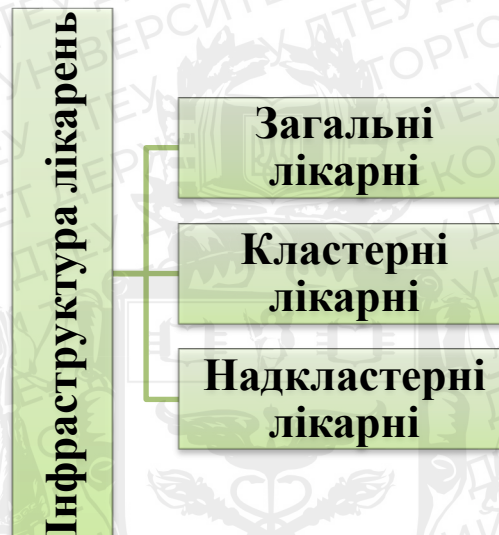 Інфраструктура лікарень
Загальні
лікарні
Кластерні
лікарні
Надкластерні
лікарні